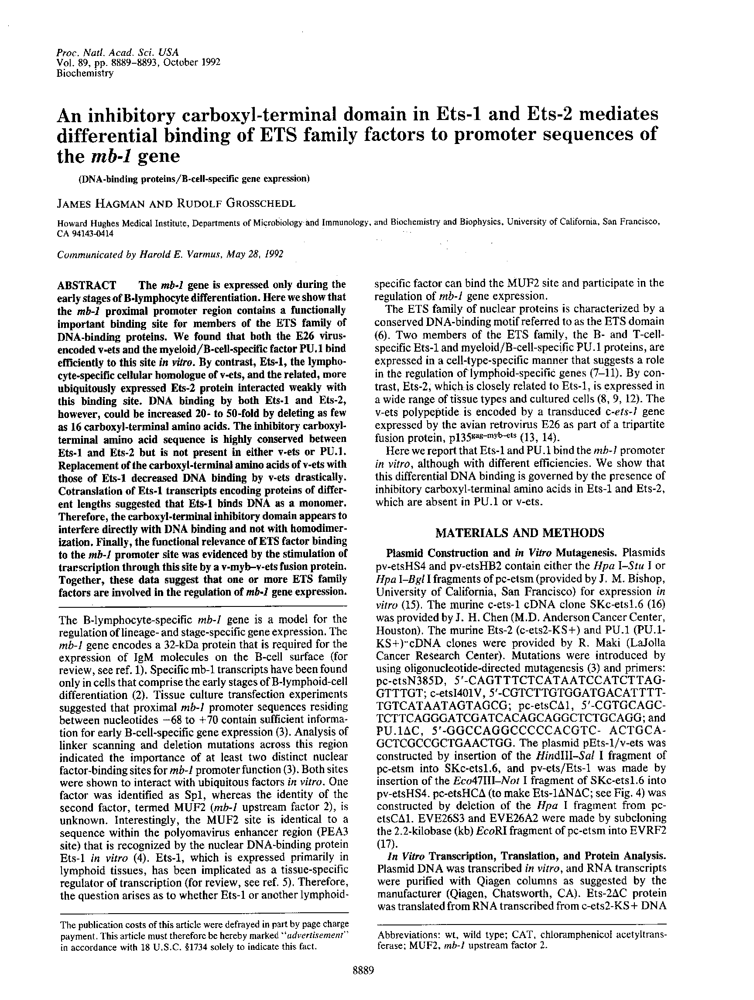 Proc. Natl. Acad. Sci. USA
Vol. 89, pp. 8889-8893, October 1992
Biochemistry
An inhibitory carboxyl-terminal domain in Ets-1 and Ets-2 mediates
differential binding of ETS family factors to promoter sequences of
the mb-1 gene
(DNA-binding proteins/B-cell-specific gene expression)
JAMES HAGMAN AND RUDOLF GROSSCHEDL
Howard Hughes Medical Institute, Departments of Microbiology and Immunology, and Biochemistry and Biophysics, University of California, San Francisco,
CA 94143-0414
Communicated by Harold E. Varmus, May 28, 1992
ABSTRACT The mb-1 gene is expressed only during the
early stages of B-lymphocyte differentiation. Here we show that
the mb-1 proximal promoter region contains a functionally
important binding site for members of the ETS family of
DNA-binding proteins. We found that both the E26 virus-
encoded v-ets and the myeloid/B-cell-specific factor PU.1 bind
efficiently to this site in vitro. By contrast, Ets-1, the lympho-
cyte-specific cellular homologue of v-ets, and the related, more
ubiquitously expressed Ets-2 protein interacted weakly with
this binding site. DNA binding by both Ets-1 and Ets-2,
however, could be increased 20- to 50-fold by deleting as few
as 16 carboxyl-terminal amino acids. The inhibitory carboxyl-
terminal amino acid sequence is highly conserved between
Ets-1 and Ets-2 but is not present in either v-ets or PU.1.
Replacement of the carboxyl-terminal amino acids of v-ets with
those of Ets-1 decreased DNA binding by v-ets drastically.
Cotranslation of Ets-1 transcripts encoding proteins of differ-
ent lengths suggested that Ets-1 binds DNA as a monomer.
Therefore, the carboxyl-terminal inhibitory domain appears to
interfere directly with DNA binding and not with homodimer-
ization. Finally, the functional relevance of ETS factor binding
to the mb-1 promoter site was evidenced by the stimulation of
transcription through this site by a v-myb–v-ets fusion protein.
Together, these data suggest that one or more ETS family
factors are involved in the regulation of mb-1 gene expression.
The B-lymphocyte-specific mb-1 gene is a model for the
regulation of lineage- and stage-specific gene expression. The
mb-1 gene encodes a 32-kDa protein that is required for the
expression of IgM molecules on the B-cell surface (for
review, see ref. 1). Specific mb-1 transcripts have been found
only in cells that comprise the early stages of B-lymphoid-cell
differentiation (2). Tissue culture transfection experiments
suggested that proximal mb-1 promoter sequences residing
between nucleotides −68 to +70 contain sufficient informa-
tion for early B-cell-specific gene expression (3). Analysis of
linker scanning and deletion mutations across this region
indicated the importance of at least two distinct nuclear
factor-binding sites for mb-1 promoter function (3). Both sites
were shown to interact with ubiquitous factors in vitro. One
factor was identified as Sp1, whereas the identity of the
second factor, termed MUF2 (mb-1 upstream factor 2), is
unknown. Interestingly, the MUF2 site is identical to a
sequence within the polyomavirus enhancer region (PEA3
site) that is recognized by the nuclear DNA-binding protein
Ets-1 in vitro (4). Ets-1, which is expressed primarily in
lymphoid tissues, has been implicated as a tissue-specific
regulator of transcription (for review, see ref. 5). Therefore,
the question arises as to whether Ets-1 or another lymphoid-
The publication costs of this article were defrayed in part by page charge
payment. This article must therefore be hereby marked "advertisement"
in accordance with 18 U.S.C. §1734 solely to indicate this fact.
specific factor can bind the MUF2 site and participate in the
regulation of mb-1 gene expression.
The ETS family of nuclear proteins is characterized by a
conserved DNA-binding motif referred to as the ETS domain
(6). Two members of the ETS family, the B- and T-cell-
specific Ets-1 and myeloid/B-cell-specific PU.1 proteins, are
expressed in a cell-type-specific manner that suggests a role
in the regulation of lymphoid-specific genes (7–11). By con-
trast, Ets-2, which is closely related to Ets-1, is expressed in
a wide range of tissue types and cultured cells (8, 9, 12). The
v-ets polypeptide is encoded by a transduced c-ets-1 gene
expressed by the avian retrovirus E26 as part of a tripartite
fusion protein, p135gag-myb-ets (13, 14).
Here we report that Ets-1 and PU.1 bind the mb-1 promoter
in vitro, although with different efficiencies. We show that
this differential DNA binding is governed by the presence of
inhibitory carboxyl-terminal amino acids in Ets-1 and Ets-2,
which are absent in PU.1 or v-ets.
MATERIALS AND METHODS
Plasmid Construction and in Vitro Mutagenesis. Plasmids
pv-etsHS4 and pv-etsHB2 contain either the Hpa I–Stu I or
Hpa I–Bgl I fragments of pc-etsm (provided by J. M. Bishop,
University of California, San Francisco) for expression in
vitro (15). The murine c-ets-1 cDNA clone SKc-ets1.6 (16)
was provided by J. H. Chen (M.D. Anderson Cancer Center,
Houston). The murine Ets-2 (c-ets2-KS+) and PU.1 (PU.1-
KS+)-cDNA clones were provided by R. Maki (LaJolla
Cancer Research Center). Mutations were introduced by
using oligonucleotide-directed mutagenesis (3) and primers:
pc-etsN385D, 5'-CAGTTTCTCATAATCCATCTTAG-
GTTTGT; c-etsI401V, 5'-CGTCTTGTGGATGACATTTT-
TGTCATAATAGTAGCG; pc-etsCΔ1, 5'-CGTGCAGC-
TCTTCAGGGATCGATCACAGCAGGCTCTGCAGG; and
PU.1ΔC, 5'-GGCCAGGCCCCCACGTC- ACTGCA-
GCTCGCCGCTGAACTGG. The plasmid pEts-1/v-ets was
constructed by insertion of the HindIII–Sal I fragment of
pc-etsm into SKc-ets1.6, and pv-ets/Ets-1 was made by
insertion of the Eco47III–Not I fragment of SKc-ets1.6 into
pv-etsHS4. pc-etsHCΔ (to make Ets-1ΔNΔC; see Fig. 4) was
constructed by deletion of the Hpa I fragment from pc-
etsCΔ1. EVE26S3 and EVE26A2 were made by subcloning
the 2.2-kilobase (kb) EcoRI fragment of pc-etsm into EVRF2
(17).
In Vitro Transcription, Translation, and Protein Analysis.
Plasmid DNA was transcribed in vitro, and RNA transcripts
were purified with Qiagen columns as suggested by the
manufacturer (Qiagen, Chatsworth, CA). Ets-2ΔC protein
was translated from RNA transcribed from c-ets2-KS+ DNA
Abbreviations: wt, wild type; CAT, chloramphenicol acetyltrans-
ferase; MUF2, mb-1 upstream factor 2.
8889